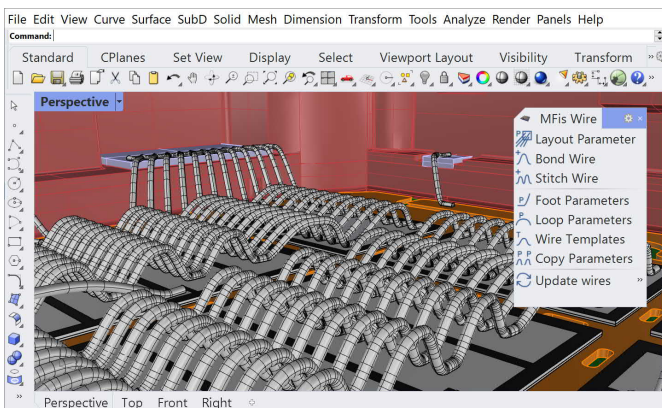 File Edit View Curve Surface SubD Solid Mesh Dimension Transform Tools Analyze Render Panels Help
Command:
Standard CPlanes Set View Display Select Viewport Layout Visibility Transform »
»
Perspective
MFis Wire
Layout Parameter
Bond Wire
Stitch Wire
Foot Parameters
Loop Parameters
Wire Templates
Copy Parameters
Update wires »
»
Perspective Top Front Right